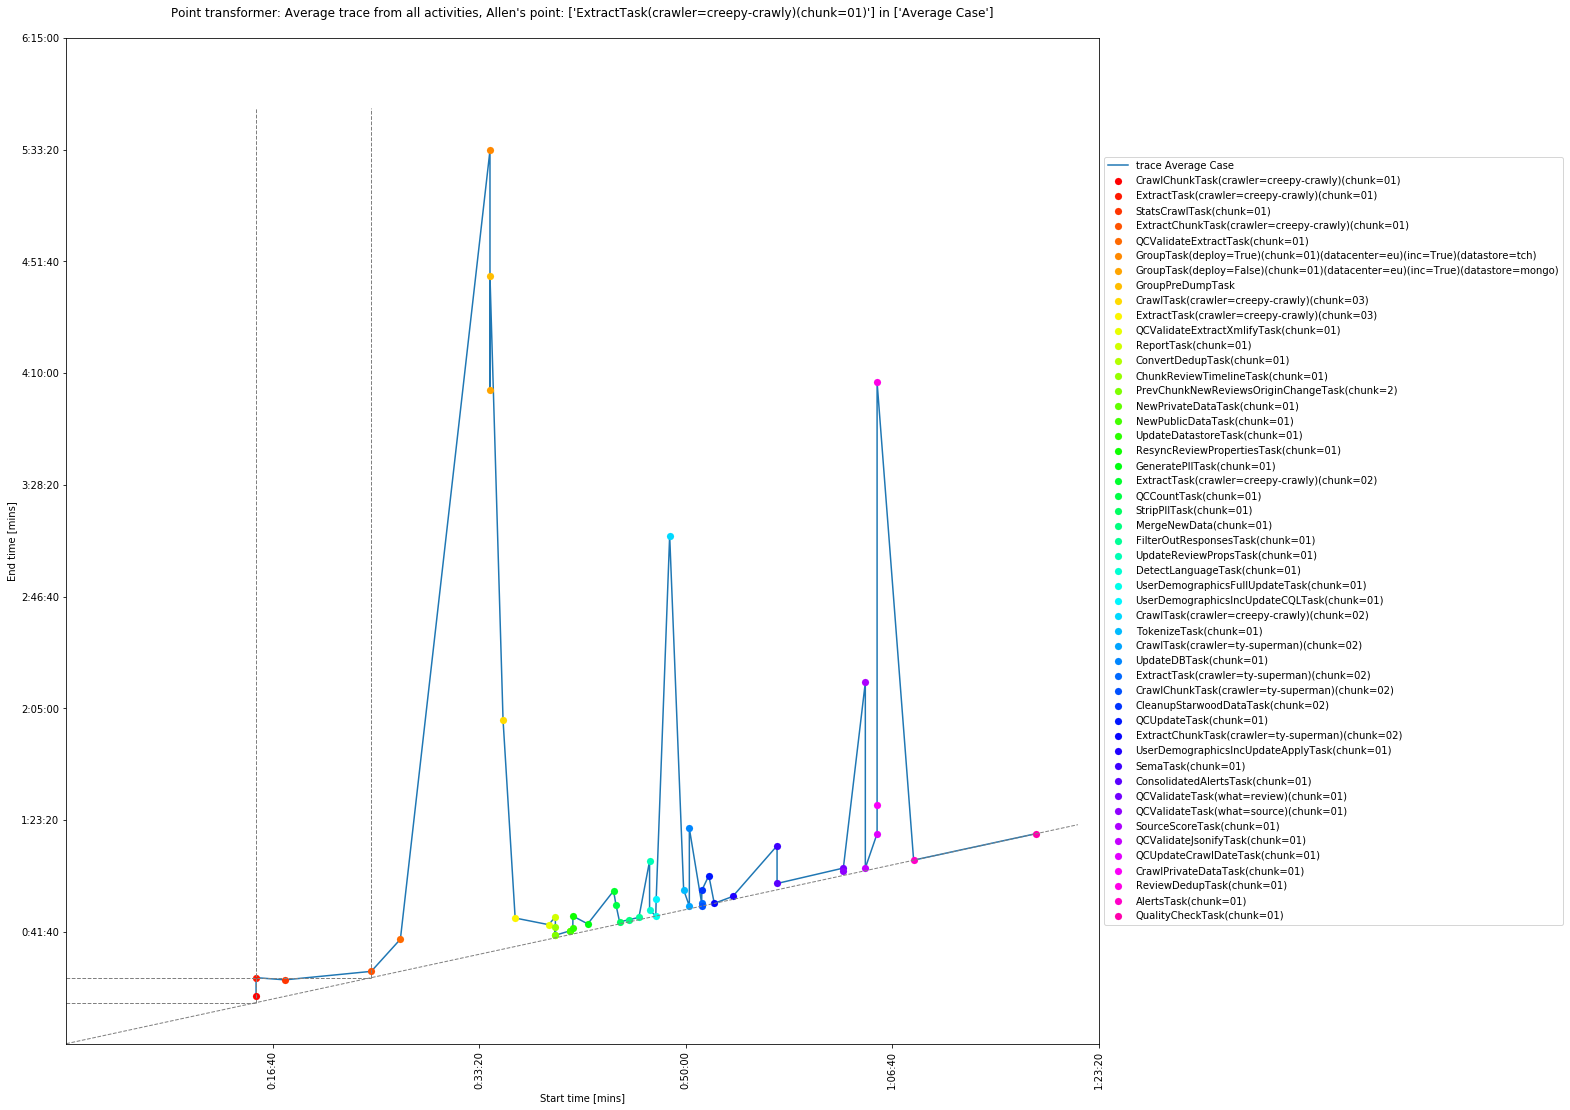 Point transformer: Average trace from all activities, Allen's point: ['ExtractTask(crawler=creepy-crawly)(chunk=01)'] in ['Average Case']
6:15:00
5:33:20
4:51:40
4:10:00
3:28:20
2:46:40
2:05:00
1:23:20
0:41:40
End time [mins]
0:16:40
0:33:20
0:50:00
1:06:40
1:23:20
Start time [mins]
trace Average Case
CrawlChunkTask(crawler=creepy-crawly)(chunk=01)
ExtractTask(crawler=creepy-crawly)(chunk=01)
StatsCrawlTask(chunk=01)
ExtractChunkTask(crawler=creepy-crawly)(chunk=01)
QCValidateExtractTask(chunk=01)
GroupTask(deploy=True)(chunk=01)(datacenter=eu)(inc=True)(datastore=tch)
GroupTask(deploy=False)(chunk=01)(datacenter=eu)(inc=True)(datastore=mongo)
GroupPreDumpTask
CrawlTask(crawler=creepy-crawly)(chunk=03)
ExtractTask(crawler=creepy-crawly)(chunk=03)
QCValidateExtractXmlifyTask(chunk=01)
ReportTask(chunk=01)
ConvertDedupTask(chunk=01)
ChunkReviewTimelineTask(chunk=01)
PrevChunkNewReviewsOriginChangeTask(chunk=2)
NewPrivateDataTask(chunk=01)
NewPublicDataTask(chunk=01)
UpdateDatastoreTask(chunk=01)
ResyncReviewPropertiesTask(chunk=01)
GeneratePIITask(chunk=01)
ExtractTask(crawler=creepy-crawly)(chunk=02)
QCCountTask(chunk=01)
StripPIITask(chunk=01)
MergeNewData(chunk=01)
FilterOutResponsesTask(chunk=01)
UpdateReviewPropsTask(chunk=01)
DetectLanguageTask(chunk=01)
UserDemographicsFullUpdateTask(chunk=01)
UserDemographicsIncUpdateCQLTask(chunk=01)
CrawlTask(crawler=creepy-crawly)(chunk=02)
TokenizeTask(chunk=01)
CrawlTask(crawler=ty-superman)(chunk=02)
UpdateDBTask(chunk=01)
ExtractTask(crawler=ty-superman)(chunk=02)
CrawlChunkTask(crawler=ty-superman)(chunk=02)
CleanupStarwoodDataTask(chunk=02)
QCUpdateTask(chunk=01)
ExtractChunkTask(crawler=ty-superman)(chunk=02)
UserDemographicsIncUpdateApplyTask(chunk=01)
SemaTask(chunk=01)
ConsolidatedAlertsTask(chunk=01)
QCValidateTask(what=review)(chunk=01)
QCValidateTask(what=source)(chunk=01)
SourceScoreTask(chunk=01)
QCValidateJsonifyTask(chunk=01)
QCUpdateCrawlDateTask(chunk=01)
CrawlPrivateDataTask(chunk=01)
ReviewDedupTask(chunk=01)
AlertsTask(chunk=01)
QualityCheckTask(chunk=01)